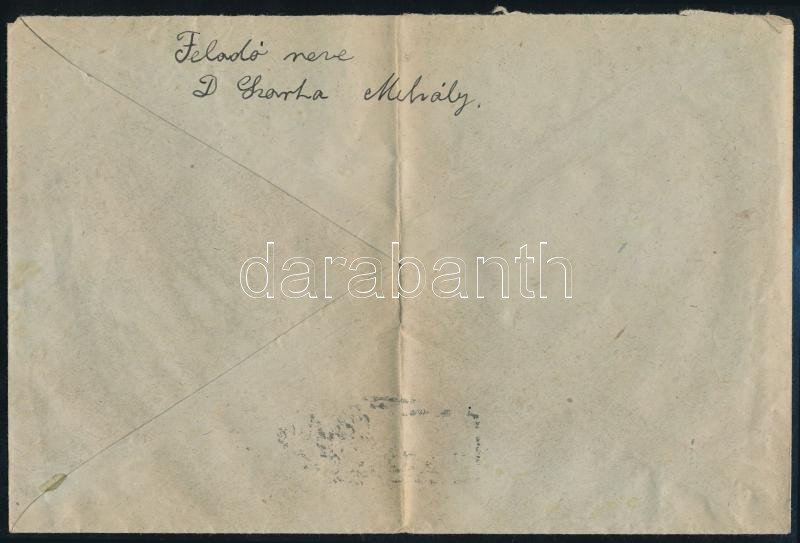 Feladó neve
D Szarka Mihály.
darabanth